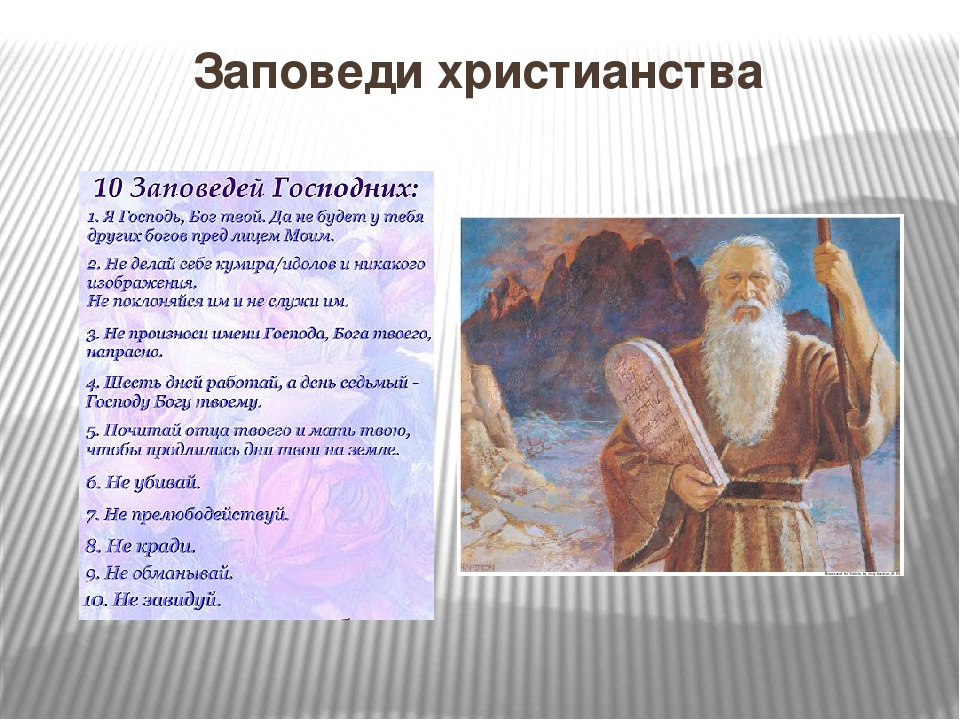 Заповеди христианства
10 Заповедей Господних:
1. Я Господь, Бог твой. Да не будет у тебя
других богов пред лицем Моим.
2. Не делай себе кумира/идолов и никакого
изображения.
Не поклоняйся им и не служи им.
3. Не произноси имени Господа, Бога твоего,
напрасно.
4. Шесть дней работай, а день седьмый -
Господу Богу твоему.
5. Почитай отца твоего и мать твою,
чтобы продлились дни твои на земле.
6. Не убивай.
7. Не прелюбодействуй.
8. Не кради.
9. Не обманывай.
10. Не завидуй.